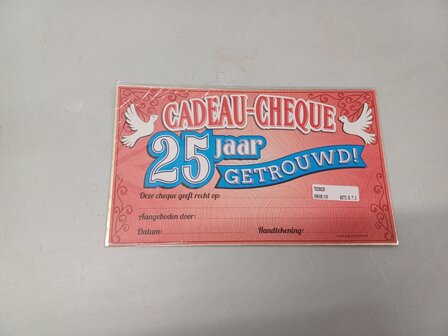 CADEAU-CHEQUE
25 jaar
GETROUWD!
Deze cheque geeft recht op:
Aangeboden door:
Datum:
Handtekening: